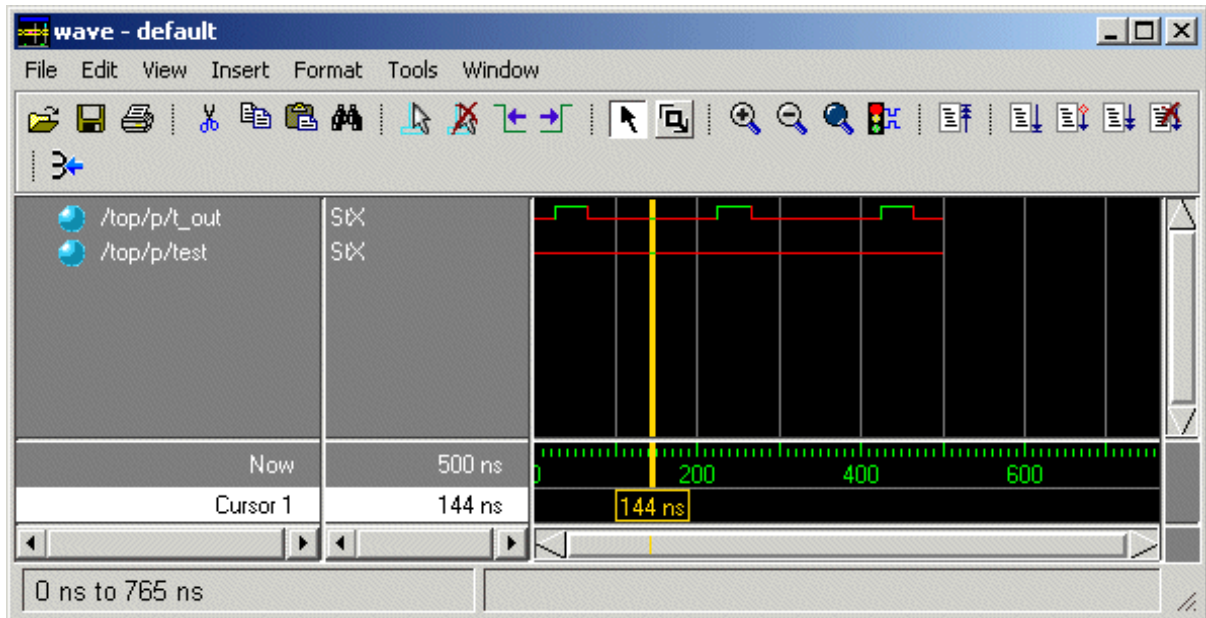 wave - default
File Edit View Insert Format Tools Window
/top/p/t_out StX
/top/p/test StX
Now 500 ns 0 200 400 600
Cursor 1 144 ns 144 ns
0 ns to 765 ns